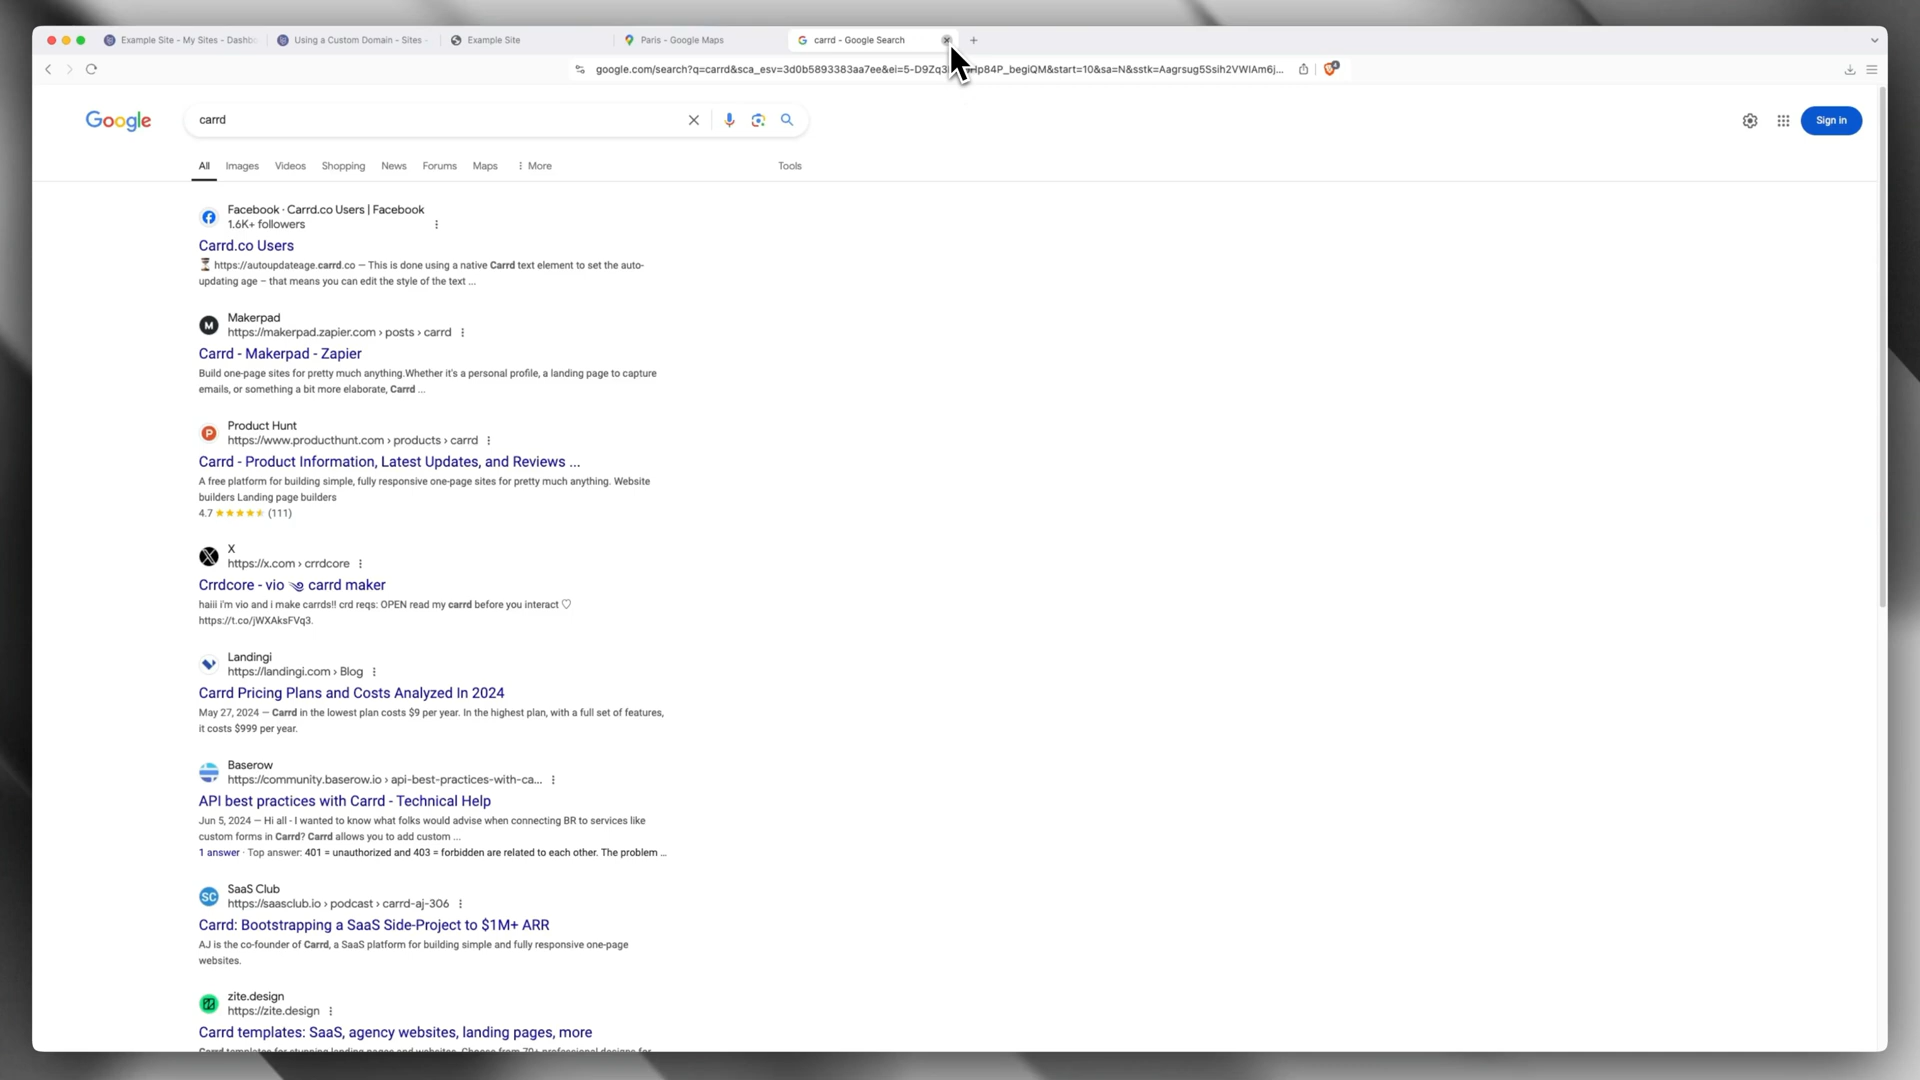 Example Site - My Sites - Dashbo
Using a Custom Domain - Sites -
Example Site
Paris - Google Maps
carrd - Google Search
google.com/search?q=carrd&sca_esv=3d0b5893383aa7ee&ei=5-D9Zq3 p84P_begiQM&start=10&sa=N&sstk=Aagrsug5Ssih2VWIAm6j...
Google
carrd
Sign in
All Images Videos Shopping News Forums Maps More Tools
Facebook · Carrd.co Users | Facebook
1.6K+ followers
Carrd.co Users
https://autoupdateage.carrd.co — This is done using a native Carrd text element to set the auto-
updating age – that means you can edit the style of the text ...
M
Makerpad
https://makerpad.zapier.com › posts › carrd
Carrd - Makerpad - Zapier
Build one-page sites for pretty much anything.Whether it's a personal profile, a landing page to capture
emails, or something a bit more elaborate, Carrd ...
P
Product Hunt
https://www.producthunt.com › products › carrd
Carrd - Product Information, Latest Updates, and Reviews ...
A free platform for building simple, fully responsive one-page sites for pretty much anything. Website
builders Landing page builders
4.7 ★★★★★ (111)
X
https://x.com › crrdcore
Crrdcore - vio ꩜ carrd maker
haiii i'm vio and i make carrds!! crd reqs: OPEN read my carrd before you interact ♡
https://t.co/jWXAksFVq3.
Landingi
https://landingi.com › Blog
Carrd Pricing Plans and Costs Analyzed In 2024
May 27, 2024 — Carrd in the lowest plan costs $9 per year. In the highest plan, with a full set of features,
it costs $999 per year.
Baserow
https://community.baserow.io › api-best-practices-with-ca...
API best practices with Carrd - Technical Help
Jun 5, 2024 — Hi all - I wanted to know what folks would advise when connecting BR to services like
custom forms in Carrd? Carrd allows you to add custom ...
1 answer · Top answer: 401 = unauthorized and 403 = forbidden are related to each other. The problem ...
SC
SaaS Club
https://saasclub.io › podcast › carrd-aj-306
Carrd: Bootstrapping a SaaS Side-Project to $1M+ ARR
AJ is the co-founder of Carrd, a SaaS platform for building simple and fully responsive one-page
websites.
zite.design
https://zite.design
Carrd templates: SaaS, agency websites, landing pages, more